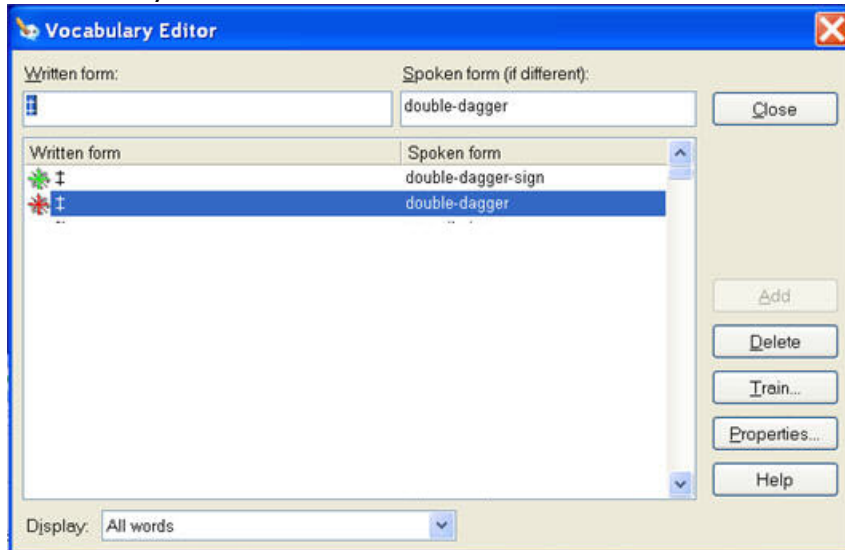 Vocabulary Editor
Written form: Spoken form (if different):
‡ double-dagger Close
Written form Spoken form
‡ double-dagger-sign
‡ double-dagger
Add
Delete
Train...
Properties...
Help
Display: All words